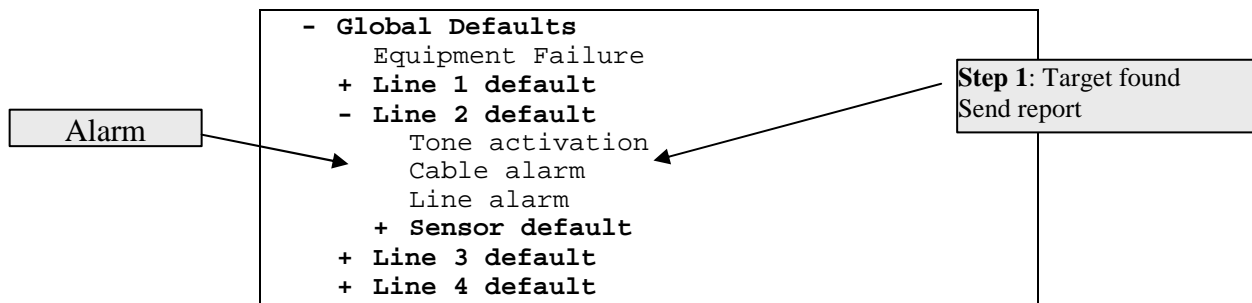 - Global Defaults
Equipment Failure
+ Line 1 default
- Line 2 default
Tone activation
Cable alarm
Line alarm
+ Sensor default
+ Line 3 default
+ Line 4 default
Alarm
Step 1: Target found
Send report